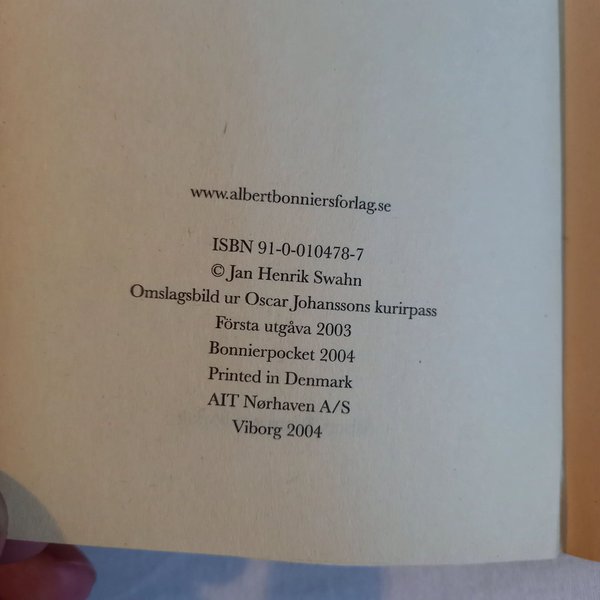 www.albertbonniersforlag.se
ISBN 91-0-010478-7
© Jan Henrik Swahn
Omslagsbild ur Oscar Johanssons kurirpass
Första utgåva 2003
Bonnierpocket 2004
Printed in Denmark
AIT Nørhaven A/S
Viborg 2004